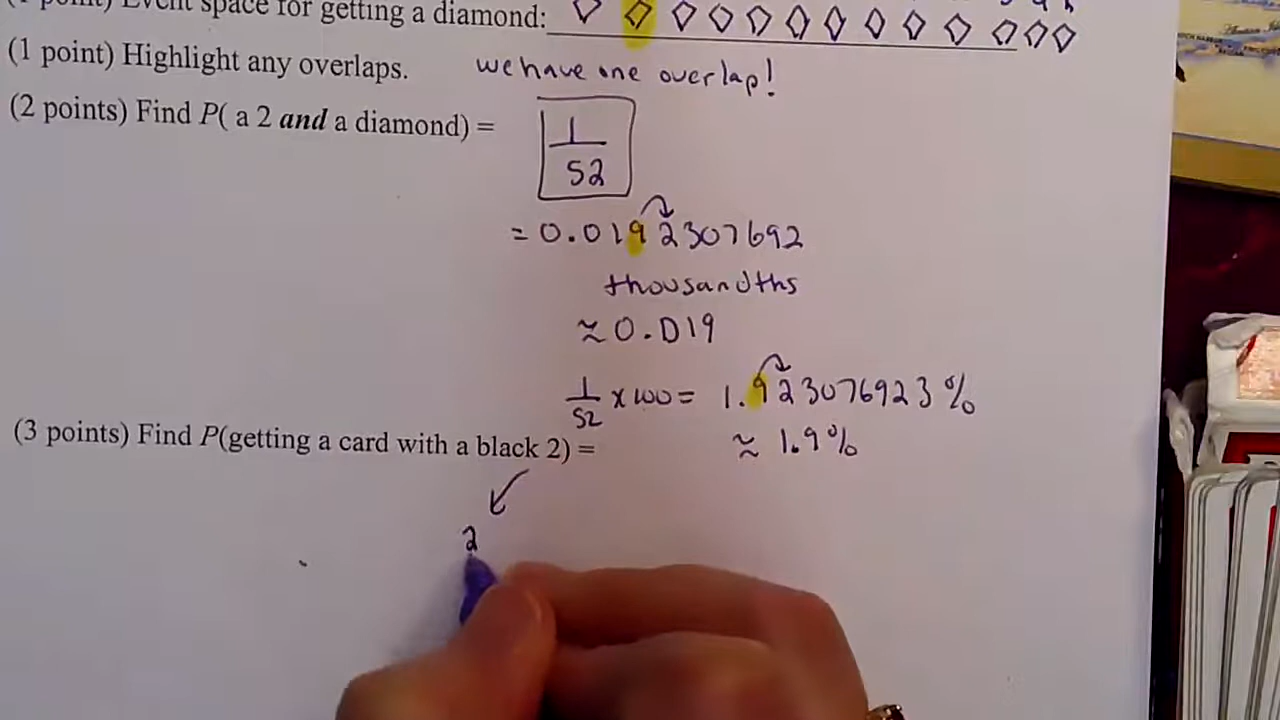 Event space for getting a diamond:
(1 point) Highlight any overlaps. we have one overlap!
(2 points) Find P( a 2 and a diamond) = 1/52
= 0.0192307692
thousandths
≈ 0.019
1/52 x 100 = 1.923076923 %
(3 points) Find P(getting a card with a black 2) =
≈ 1.9%
2